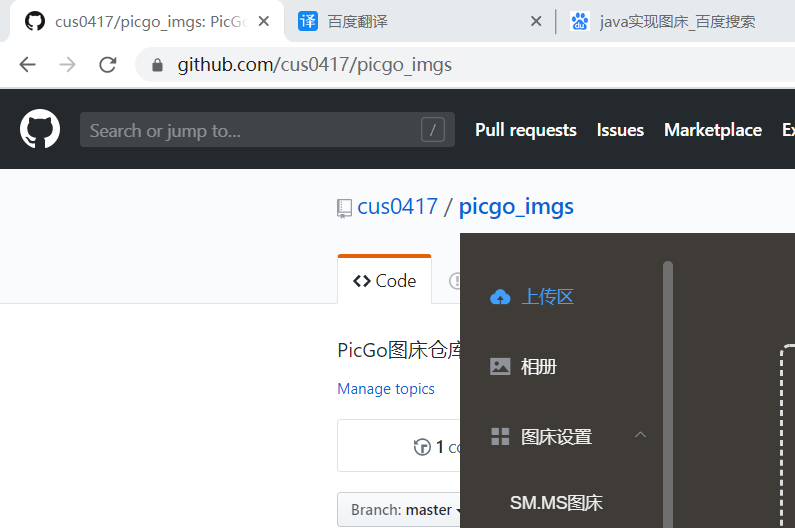 cus0417/picgo_imgs: PicGo
百度翻译
java实现图床_百度搜索
github.com/cus0417/picgo_imgs
Search or jump to...
/
Pull requests
Issues
Marketplace
cus0417 / picgo_imgs
Code
上传区
PicGo图床仓库
相册
Manage topics
图床设置
1
SM.MS图床
Branch: master